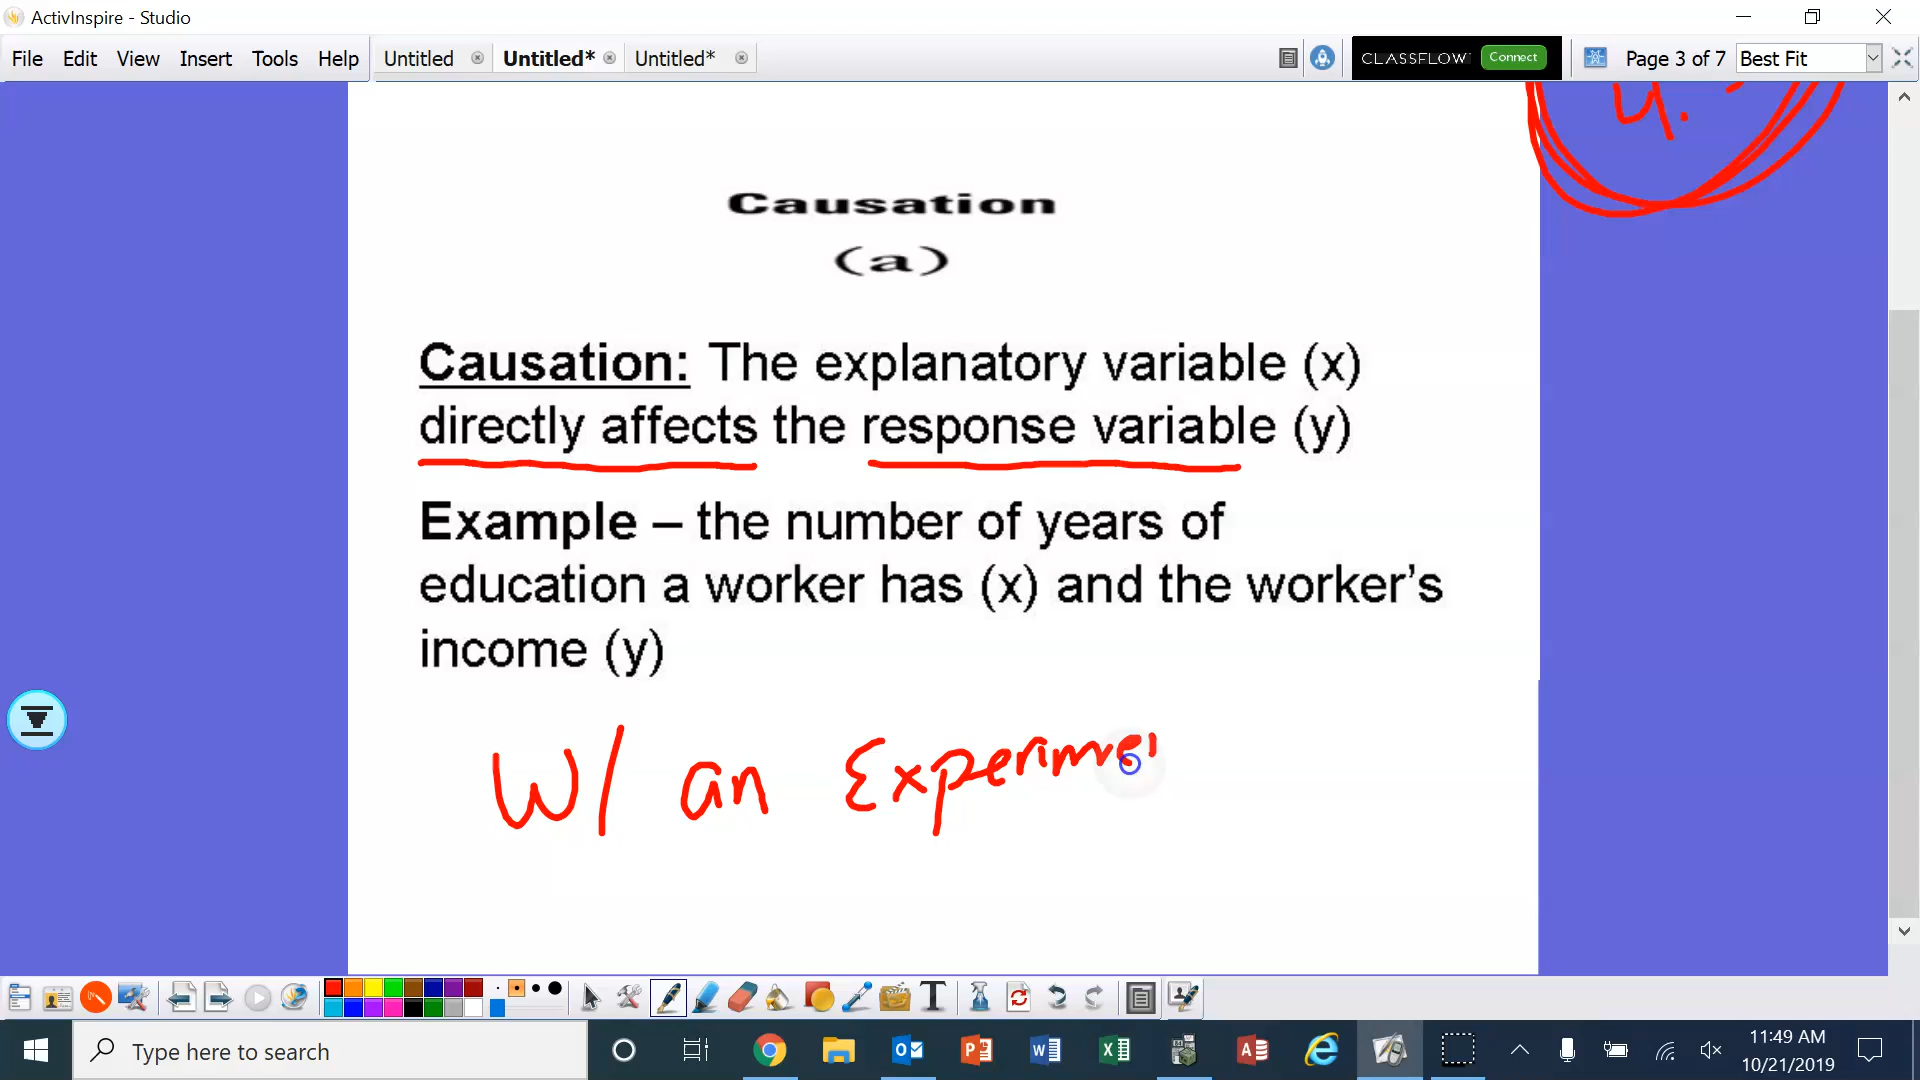 ActivInspire - Studio
File Edit View Insert Tools Help Untitled Untitled* Untitled* CLASSFLOW Connect Page 3 of 7 Best Fit
4.
Causation
(a)
Causation: The explanatory variable (x)
directly affects the response variable (y)
Example – the number of years of
education a worker has (x) and the worker's
income (y)
W/ an Experimen
Type here to search
11:49 AM
10/21/2019